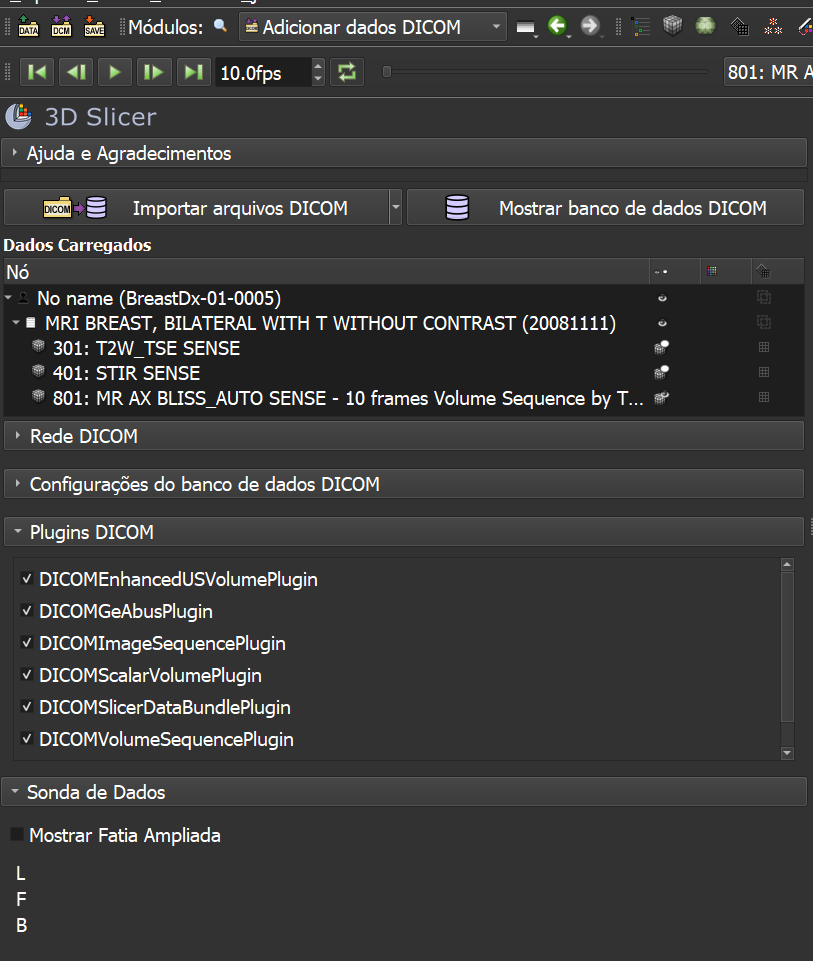 DATA DCM SAVE Módulos: DCM Adicionar dados DICOM
10.0fps 801: MR A
3D Slicer
Ajuda e Agradecimentos
DICOM Importar arquivos DICOM Mostrar banco de dados DICOM
Dados Carregados
Nó
No name (BreastDx-01-0005)
MRI BREAST, BILATERAL WITH T WITHOUT CONTRAST (20081111)
301: T2W_TSE SENSE
401: STIR SENSE
801: MR AX BLISS_AUTO SENSE - 10 frames Volume Sequence by T...
Rede DICOM
Configurações do banco de dados DICOM
Plugins DICOM
DICOMEnhancedUSVolumePlugin
DICOMGeAbusPlugin
DICOMImageSequencePlugin
DICOMScalarVolumePlugin
DICOMSlicerDataBundlePlugin
DICOMVolumeSequencePlugin
Sonda de Dados
Mostrar Fatia Ampliada
L
F
B